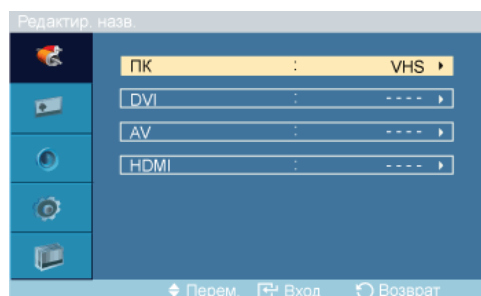 Редактир. назв.
ПК : VHS
DVI : - - - -
AV : - - - -
HDMI : - - - -
Перем. Вход Возврат